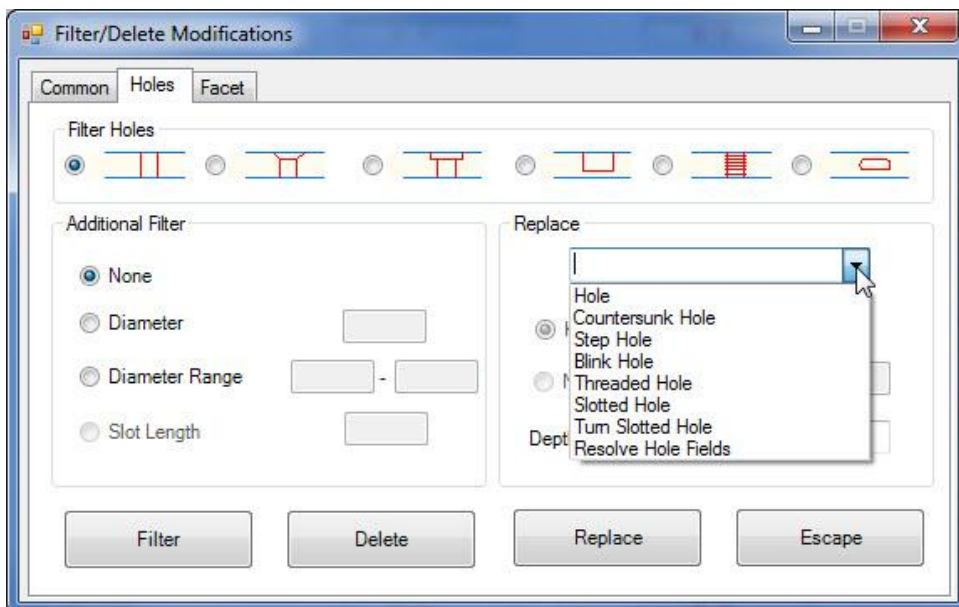 Filter/Delete Modifications
Common Holes Facet
Filter Holes
Additional Filter
None
Diameter
Diameter Range -
Slot Length
Replace
Hole
Countersunk Hole
Step Hole
Blink Hole
Threaded Hole
Slotted Hole
Turn Slotted Hole
Resolve Hole Fields
Filter Delete Replace Escape